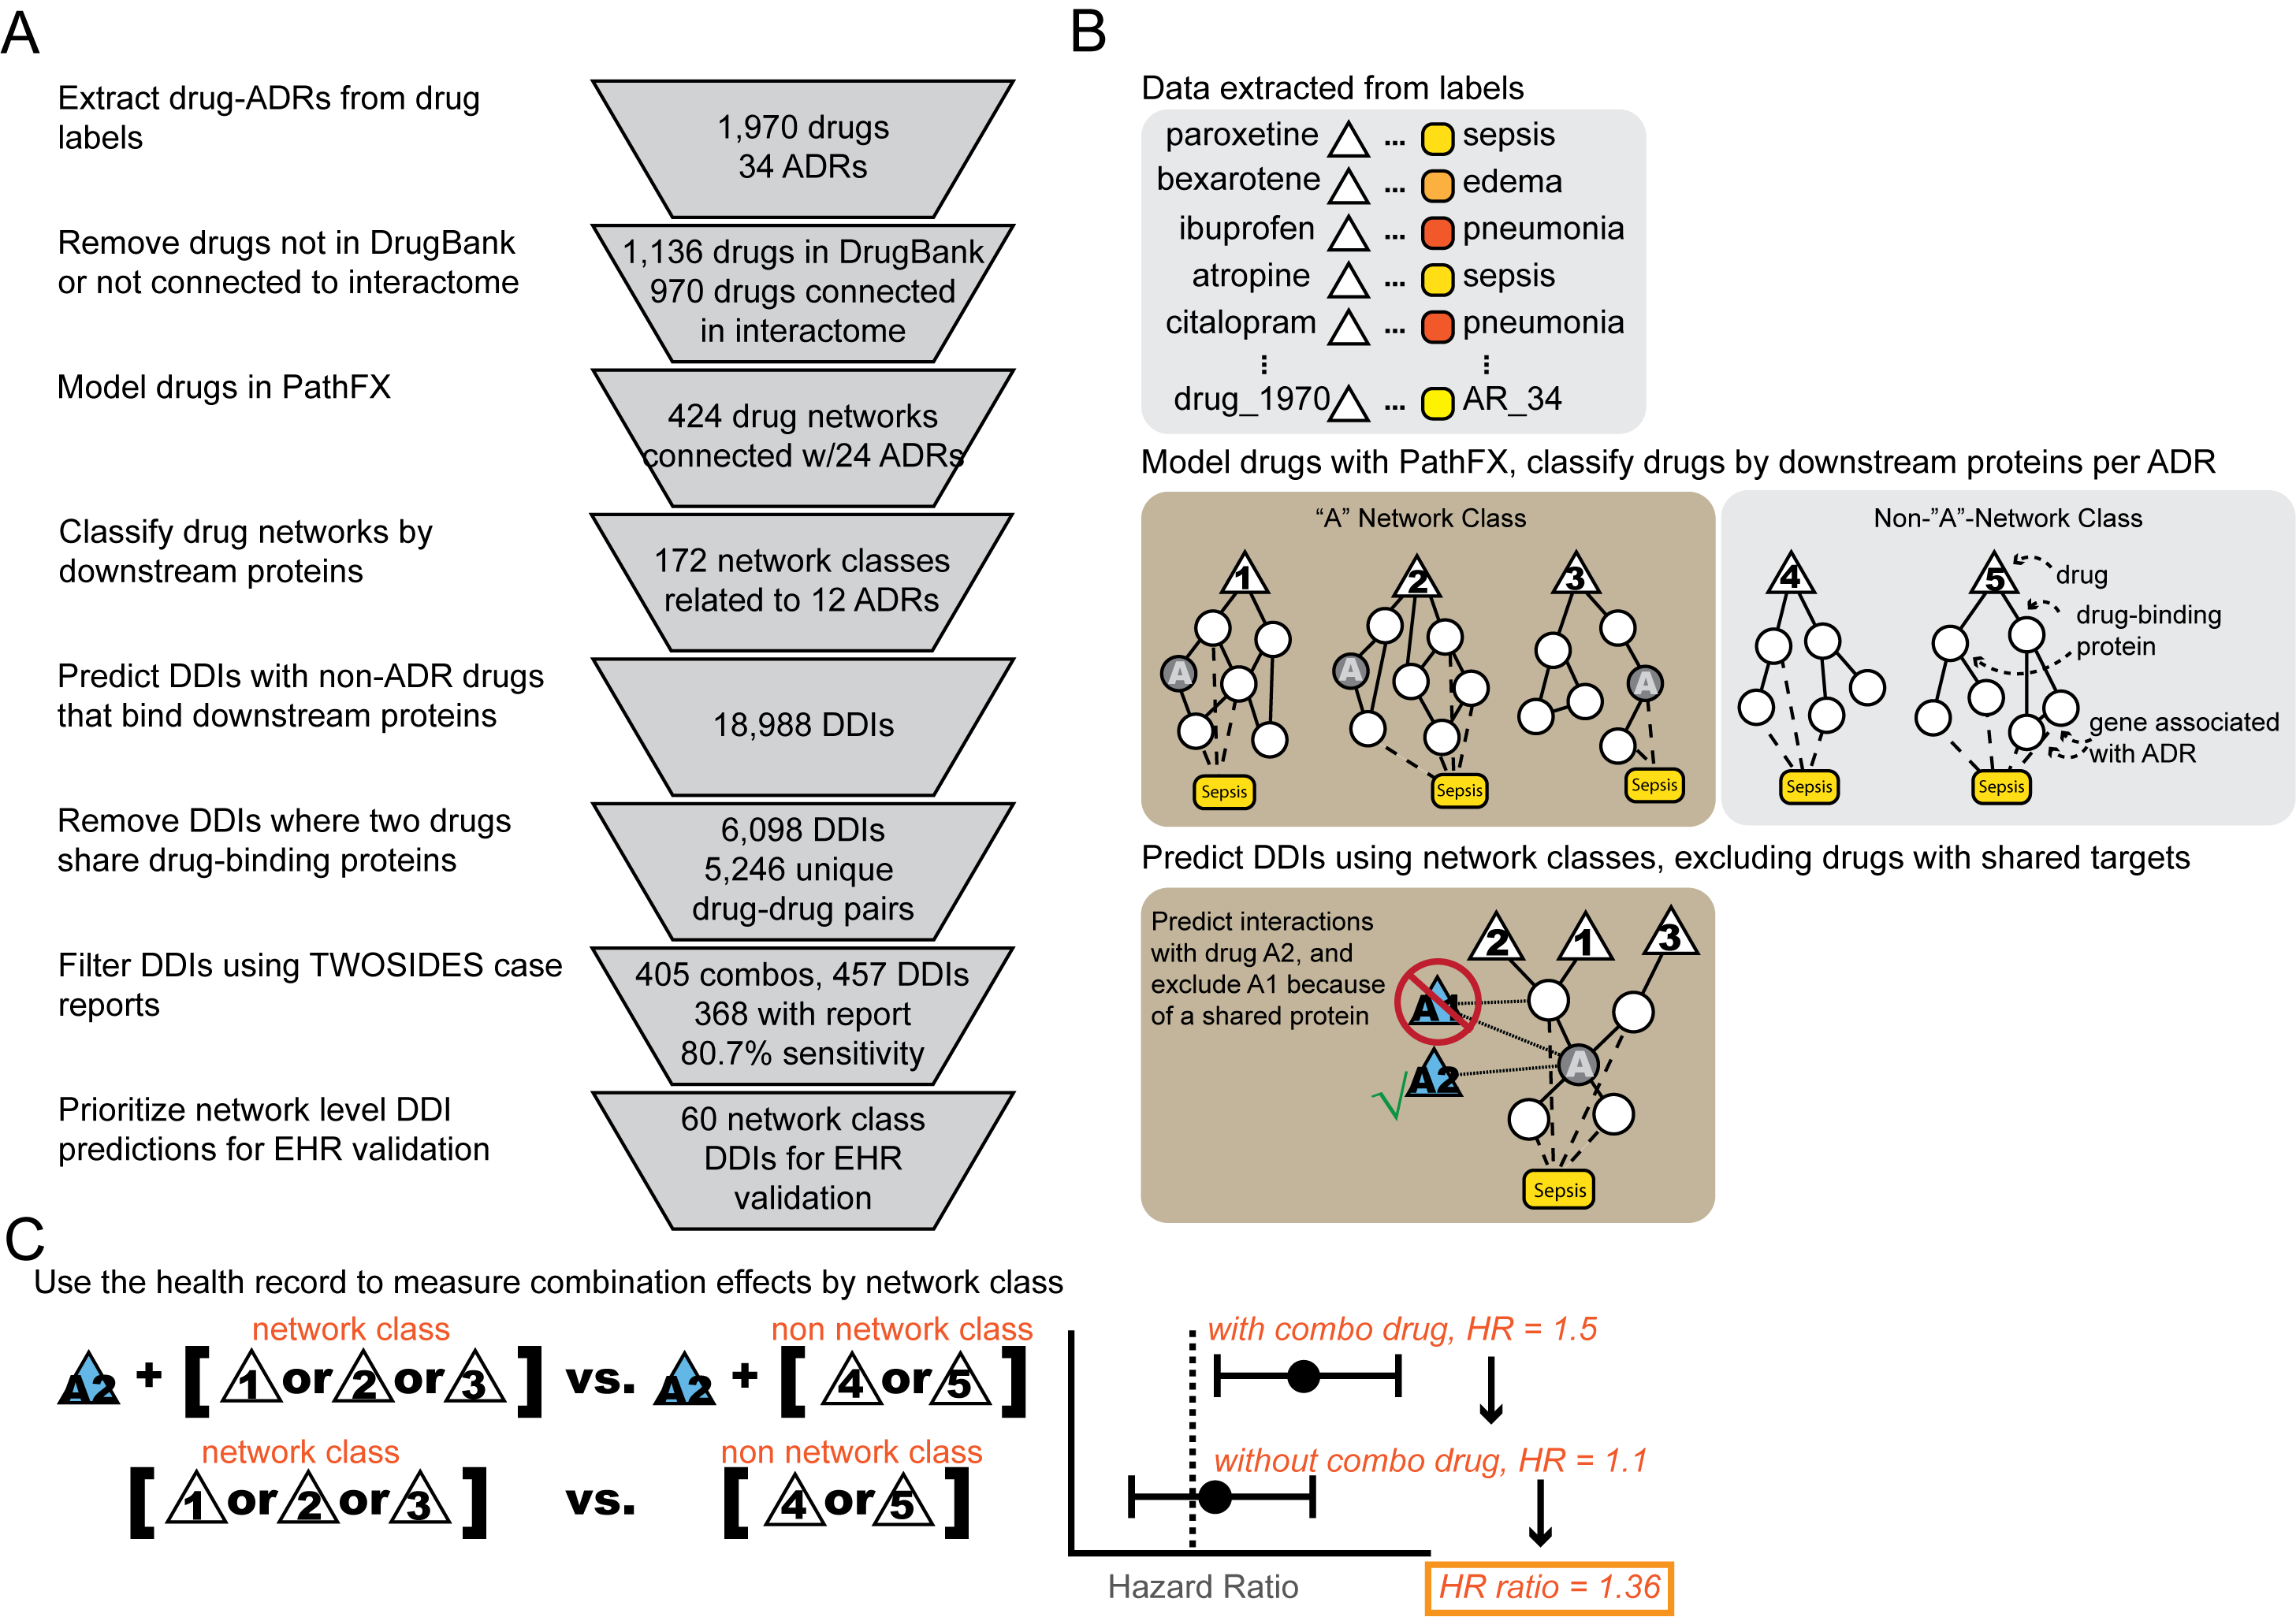 A
Extract drug-ADRs from drug
labels
1,970 drugs
34 ADRs
Remove drugs not in DrugBank
or not connected to interactome
1,136 drugs in DrugBank
970 drugs connected
in interactome
Model drugs in PathFX
424 drug networks
connected w/24 ADRs
Classify drug networks by
downstream proteins
172 network classes
related to 12 ADRs
Predict DDIs with non-ADR drugs
that bind downstream proteins
18,988 DDIs
Remove DDIs where two drugs
share drug-binding proteins
6,098 DDIs
5,246 unique
drug-drug pairs
Filter DDIs using TWOSIDES case
reports
405 combos, 457 DDIs
368 with report
80.7% sensitivity
Prioritize network level DDI
predictions for EHR validation
60 network class
DDIs for EHR
validation
B
Data extracted from labels
paroxetine ... sepsis
bexarotene ... edema
ibuprofen ... pneumonia
atropine ... sepsis
citalopram ... pneumonia
drug_1970 ... AR_34
Model drugs with PathFX, classify drugs by downstream proteins per ADR
“A” Network Class
1 2 3
A A A
Sepsis Sepsis Sepsis
Non-”A”-Network Class
4 5
drug
drug-binding
protein
gene associated
with ADR
Sepsis Sepsis
Predict DDIs using network classes, excluding drugs with shared targets
Predict interactions
with drug A2, and
exclude A1 because
of a shared protein
2 1 3
A1
A
√ A2
Sepsis
C
Use the health record to measure combination effects by network class
network class non network class
A2 + [ 1 or 2 or 3 ] vs. A2 + [ 4 or 5 ]
network class non network class
[ 1 or 2 or 3 ] vs. [ 4 or 5 ]
with combo drug, HR = 1.5
without combo drug, HR = 1.1
Hazard Ratio
HR ratio = 1.36